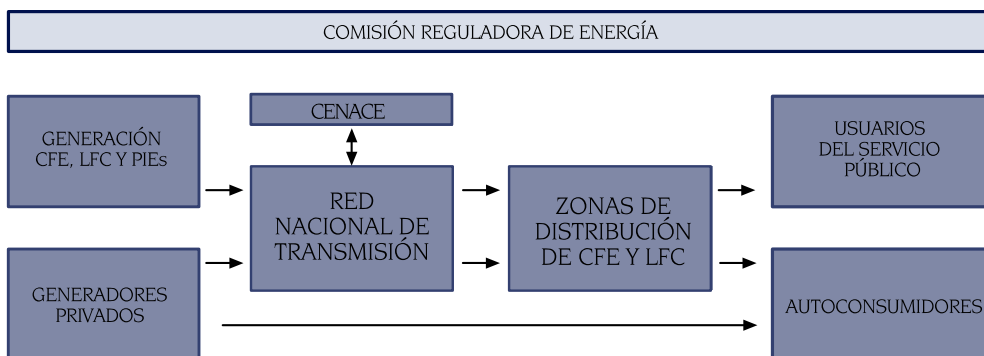 COMISIÓN REGULADORA DE ENERGÍA
GENERACIÓN
CFE, LFC Y PIEs
CENACE
RED
NACIONAL DE
TRANSMISIÓN
ZONAS DE
DISTRIBUCIÓN
DE CFE Y LFC
USUARIOS
DEL SERVICIO
PÚBLICO
GENERADORES
PRIVADOS
AUTOCONSUMIDORES